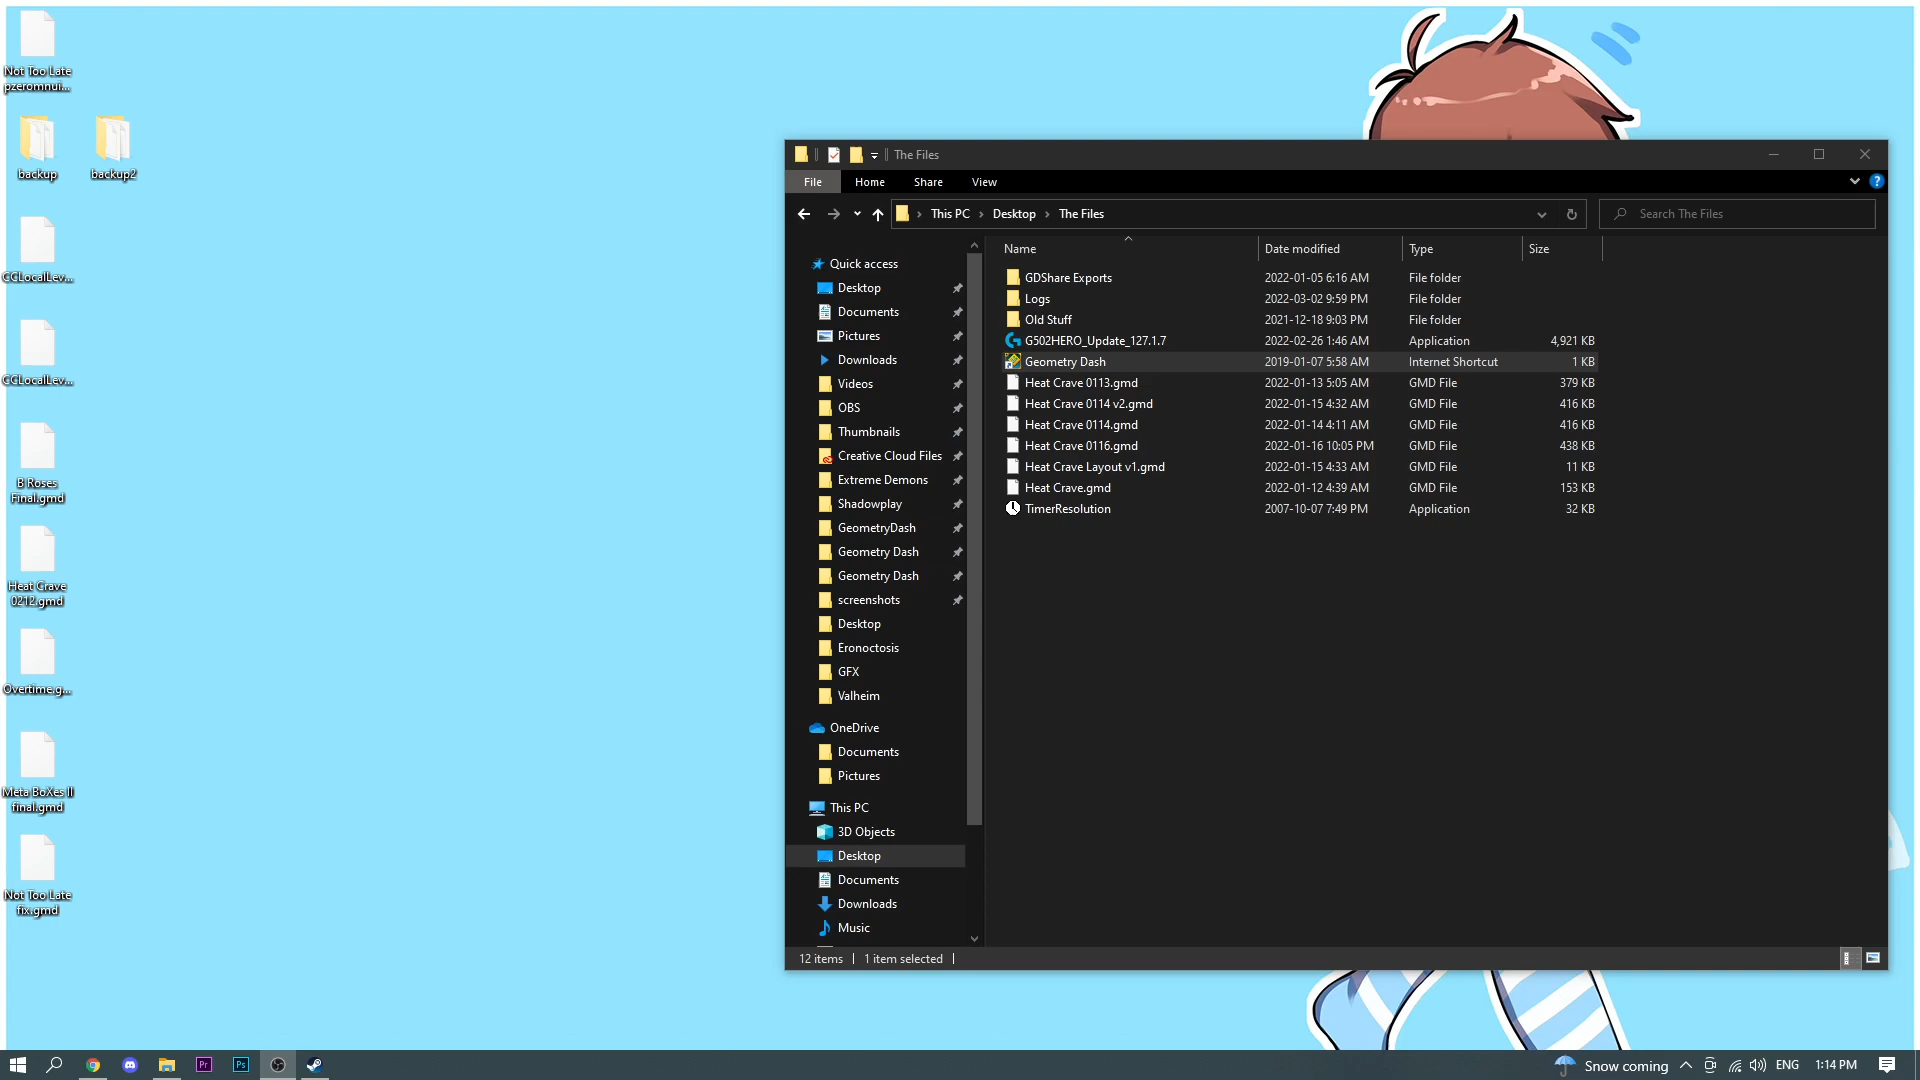 Not Too Late
pzeromnui...
backup
backup2
CCLocalLev...
CCLocalLev...
B Roses
Final.gmd
Heat Crave
0212.gmd
Overtime.g...
Meta BoXes II
final.gmd
Not Too Late
fix.gmd
The Files
File Home Share View
?
This PC Desktop The Files
Search The Files
Name Date modified Type Size
Quick access
Desktop
Documents
Pictures
Downloads
Videos
OBS
Thumbnails
Creative Cloud Files
Extreme Demons
Shadowplay
GeometryDash
Geometry Dash
Geometry Dash
screenshots
Desktop
Eronoctosis
GFX
Valheim
OneDrive
Documents
Pictures
This PC
3D Objects
Desktop
Documents
Downloads
Music
GDShare Exports 2022-01-05 6:16 AM File folder
Logs 2022-03-02 9:59 PM File folder
Old Stuff 2021-12-18 9:03 PM File folder
G502HERO_Update_127.1.7 2022-02-26 1:46 AM Application 4,921 KB
Geometry Dash 2019-01-07 5:58 AM Internet Shortcut 1 KB
Heat Crave 0113.gmd 2022-01-13 5:05 AM GMD File 379 KB
Heat Crave 0114 v2.gmd 2022-01-15 4:32 AM GMD File 416 KB
Heat Crave 0114.gmd 2022-01-14 4:11 AM GMD File 416 KB
Heat Crave 0116.gmd 2022-01-16 10:05 PM GMD File 438 KB
Heat Crave Layout v1.gmd 2022-01-15 4:33 AM GMD File 11 KB
Heat Crave.gmd 2022-01-12 4:39 AM GMD File 153 KB
TimerResolution 2007-10-07 7:49 PM Application 32 KB
12 items 1 item selected
Pr Ps Snow coming ENG 1:14 PM